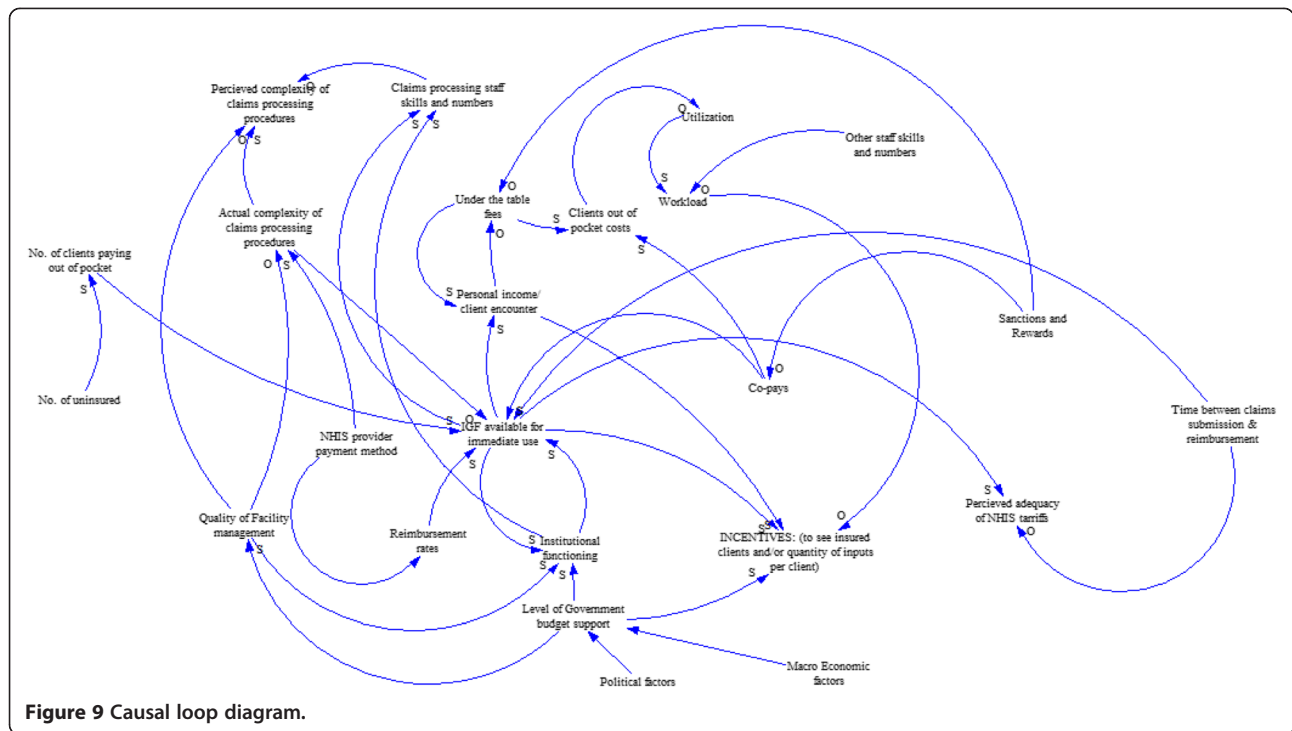 Percieved complexity of
claims processing
procedures
O
O
S
Claims processing staff
skills and numbers
S
S
O
Utilization
Other staff skills
and numbers
S
O
Workload
O
Under the table
fees
O
S
Clients out of
pocket costs
S
Actual complexity of
claims processing
procedures
O
S
No. of clients paying
out of pocket
S
S
Personal income/
client encounter
S
Sanctions and
Rewards
O
Co-pays
No. of uninsured
S
O
S
IGF available for
immediate use
S
S
NHIS provider
payment method
Time between claims
submission &
reimbursement
S
Percieved adequacy
of NHIS tarriffs
O
Quality of Facility
management
S
Reimbursement
rates
S
Institutional
functioning
S
S
S
S
O
INCENTIVES: (to see insured
clients and/or quantity of inputs
per client)
S
Level of Government
budget support
Political factors
Macro Economic
factors
Figure 9 Causal loop diagram.